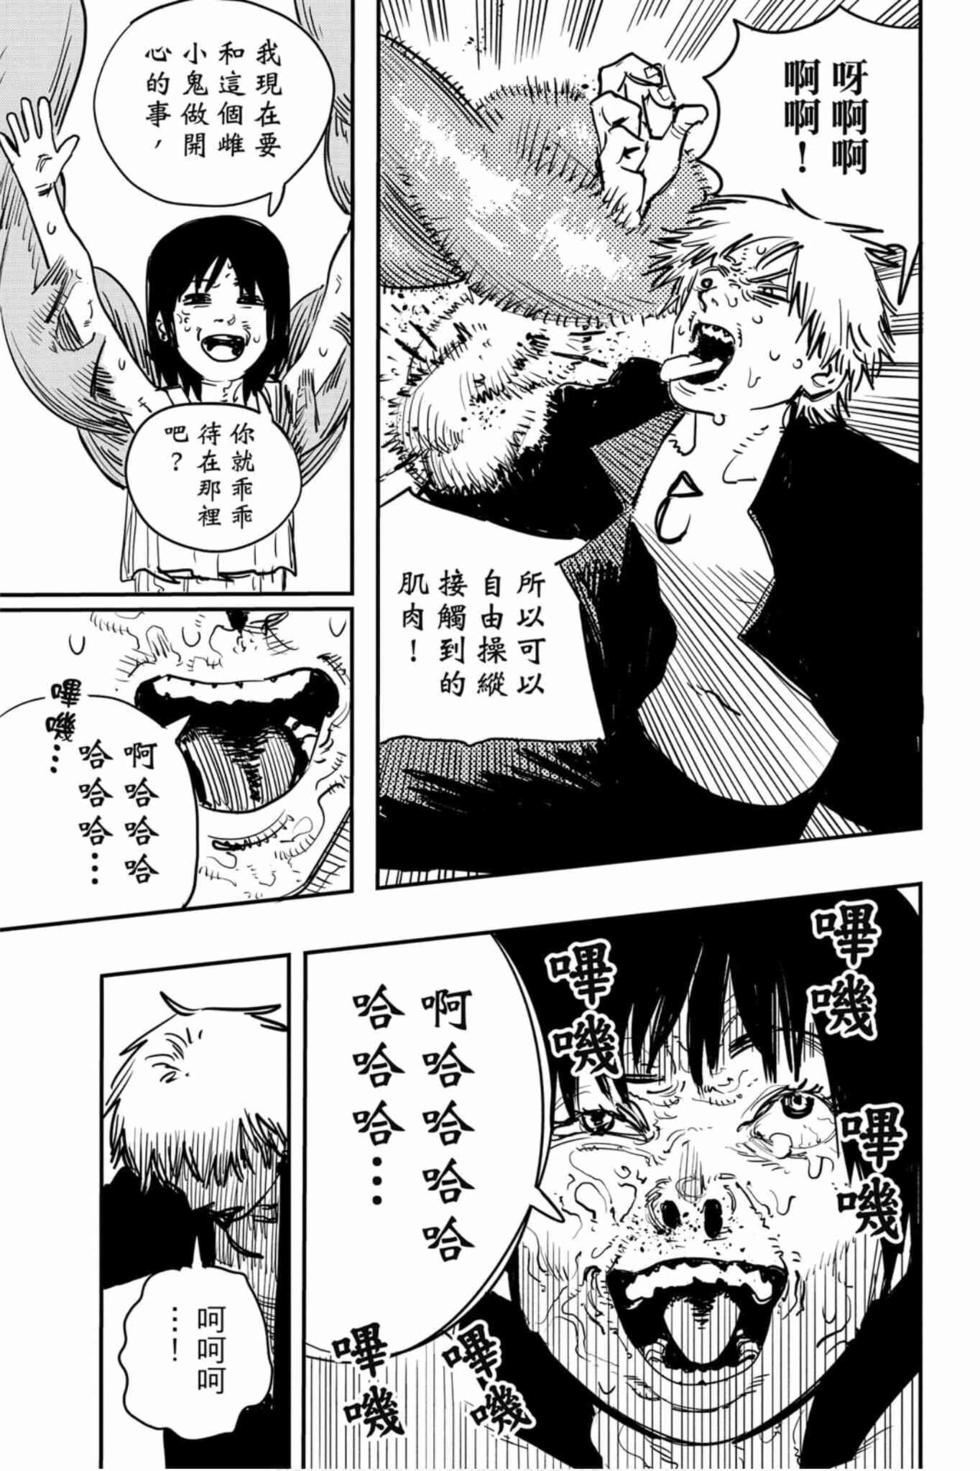 呀啊啊
啊啊！
所以可以
自由操縱
接觸到的
肌肉！
我現在要
和這個雌
小鬼做開
心的事，
你就乖乖
待在那裡
吧？
嗶嘰…
啊哈哈哈
哈哈哈…
嗶嘰
嗶嘰
嗶嘰
啊哈哈哈哈
哈哈哈…
嗶嘰
嗶嘰
呵呵呵
…！